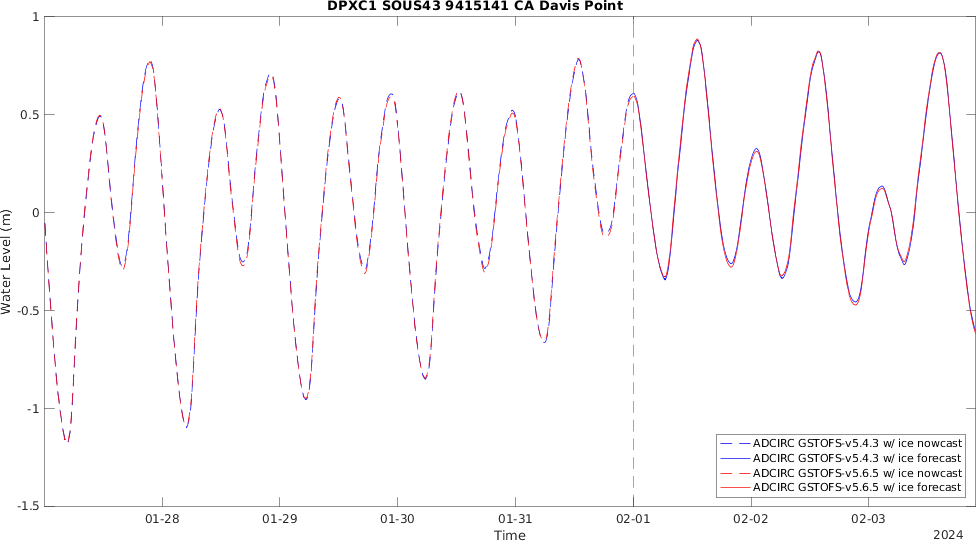 DPXC1 SOUS43 9415141 CA Davis Point
1
0.5
0
-0.5
-1
-1.5
Water Level (m)
01-28 01-29 01-30 01-31 02-01 02-02 02-03
Time
2024
ADCIRC GSTOFS-v5.4.3 w/ ice nowcast
ADCIRC GSTOFS-v5.4.3 w/ ice forecast
ADCIRC GSTOFS-v5.6.5 w/ ice nowcast
ADCIRC GSTOFS-v5.6.5 w/ ice forecast